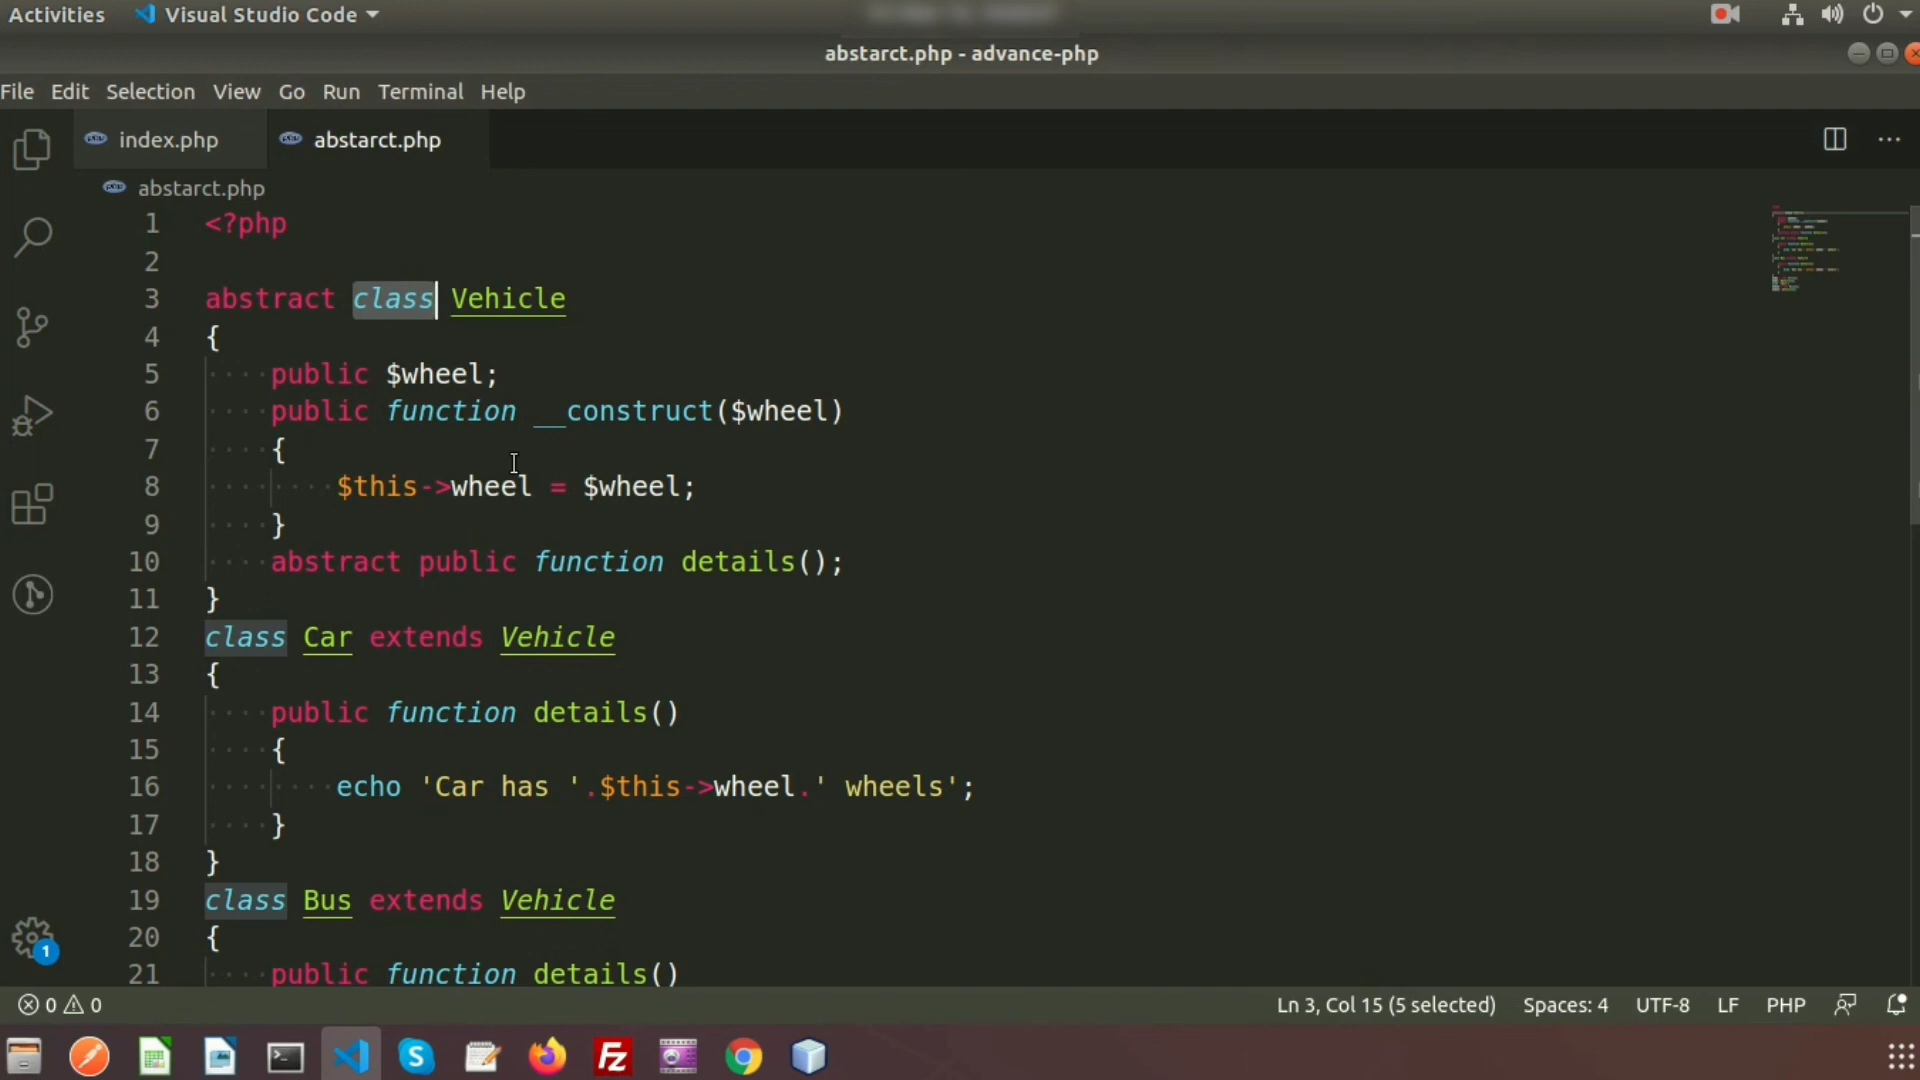 Activities Visual Studio Code
abstarct.php - advance-php
File Edit Selection View Go Run Terminal Help
index.php abstarct.php
abstarct.php
1 <?php
2
3 abstract class Vehicle
4 {
5 public $wheel;
6 public function __construct($wheel)
7 {
8 $this->wheel = $wheel;
9 }
10 abstract public function details();
11 }
12 class Car extends Vehicle
13 {
14 public function details()
15 {
16 echo 'Car has '.$this->wheel.' wheels';
17 }
18 }
19 class Bus extends Vehicle
20 {
21 public function details()
1
0 0 Ln 3, Col 15 (5 selected) Spaces: 4 UTF-8 LF PHP
Fz